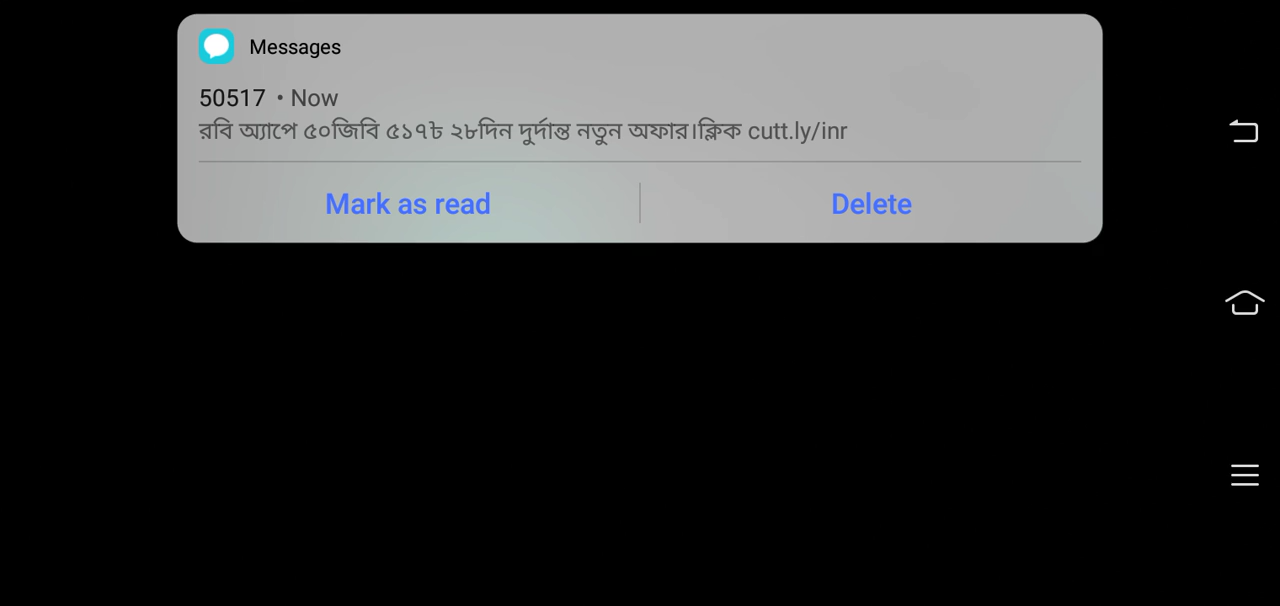 Messages
50517 • Now
রবি অ্যাপে ৫০জিবি ৫১৭৳ ২৮দিন দুর্দান্ত নতুন অফার।ক্লিক cutt.ly/inr
Mark as read
Delete